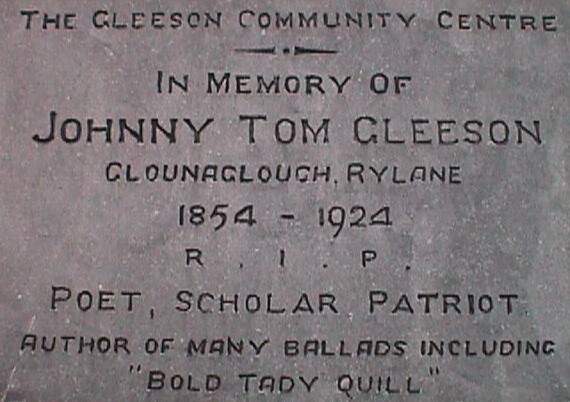 THE GLEESON COMMUNITY CENTRE
IN MEMORY OF
JOHNNY TOM GLEESON
CLOUNAGLOUGH, RYLANE
1854 - 1924
R . I . P .
POET, SCHOLAR PATRIOT
AUTHOR OF MANY BALLADS INCLUDING
"BOLD TADY QUILL"